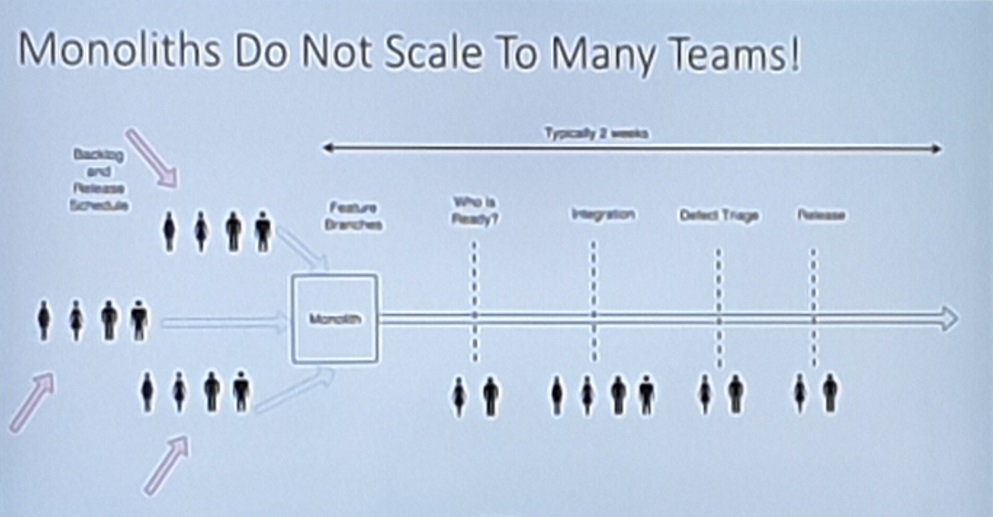 Monoliths Do Not Scale To Many Teams!
Typically 2 weeks
Backlog
and
Release
Schedule
Feature
Branches
Who is
Ready?
Integration
Defect Triage
Release
Monolith